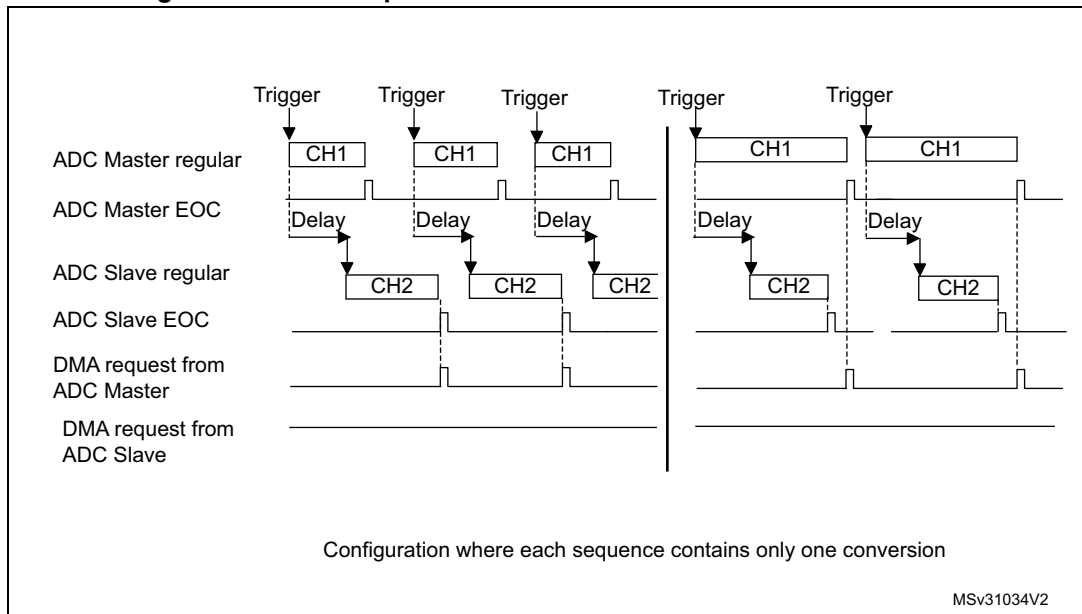 Trigger Trigger Trigger Trigger Trigger
ADC Master regular CH1 CH1 CH1 CH1 CH1
ADC Master EOC
Delay Delay Delay Delay Delay
ADC Slave regular CH2 CH2 CH2 CH2 CH2
ADC Slave EOC
DMA request from
ADC Master
DMA request from
ADC Slave
Configuration where each sequence contains only one conversion
MSv31034V2